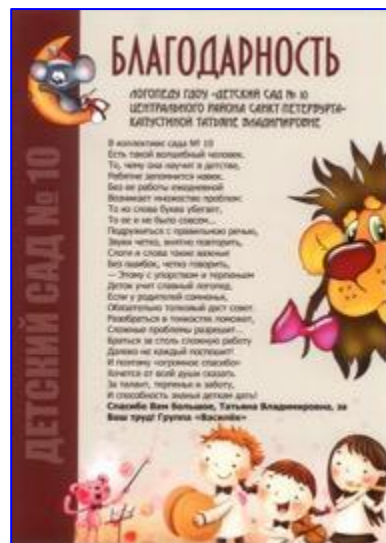 БЛАГОДАРНОСТЬ
ЛОГОПЕДУ ГДОУ «ДЕТСКИЙ САД № 10
ЦЕНТРАЛЬНОГО РАЙОНА САНКТ-ПЕТЕРБУРГА»
КАПУСТИНОЙ ТАТЬЯНЕ ВЛАДИМИРОВНЕ
В коллективе сада № 10
Есть такой волшебный человек.
То, чему она научит в детстве,
Ребятне запомнится навек.
Без ее работы ежедневной
Возникает множество проблем:
То из слова буква убегает,
То ее и не было совсем...
Подружиться с правильною речью,
Звуки четко, внятно повторить,
Слоги и слова такие важные
Без ошибок, четко говорить,
— Этому с упорством и терпеньем
Деток учит славный логопед.
Если у родителей сомненья,
Обязательно толковый даст совет.
Разобраться в тонкостях поможет,
Сложные проблемы разрешит...
Браться за столь сложную работу
Далеко не каждый поспешит!
И поэтому «огромное спасибо»
Хочется от всей души сказать
За талант, терпенье и заботу,
И способность знанья деткам дать!
Спасибо Вам большое, Татьяна Владимировна, за
Ваш труд! Группа «Василёк»
ДЕТСКИЙ САД № 10